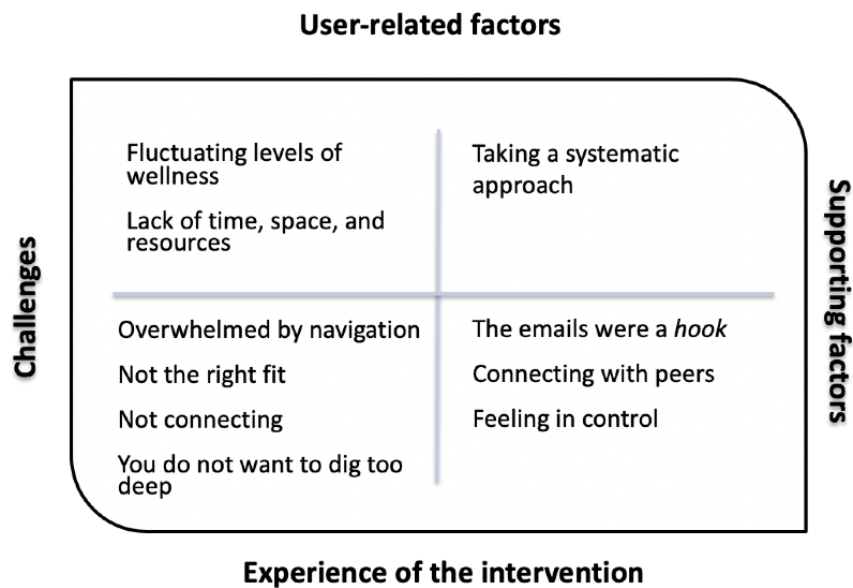 User-related factors
Challenges
Fluctuating levels of
wellness
Lack of time, space, and
resources
Taking a systematic
approach
Overwhelmed by navigation
Not the right fit
Not connecting
You do not want to dig too
deep
The emails were a hook
Connecting with peers
Feeling in control
Supporting factors
Experience of the intervention